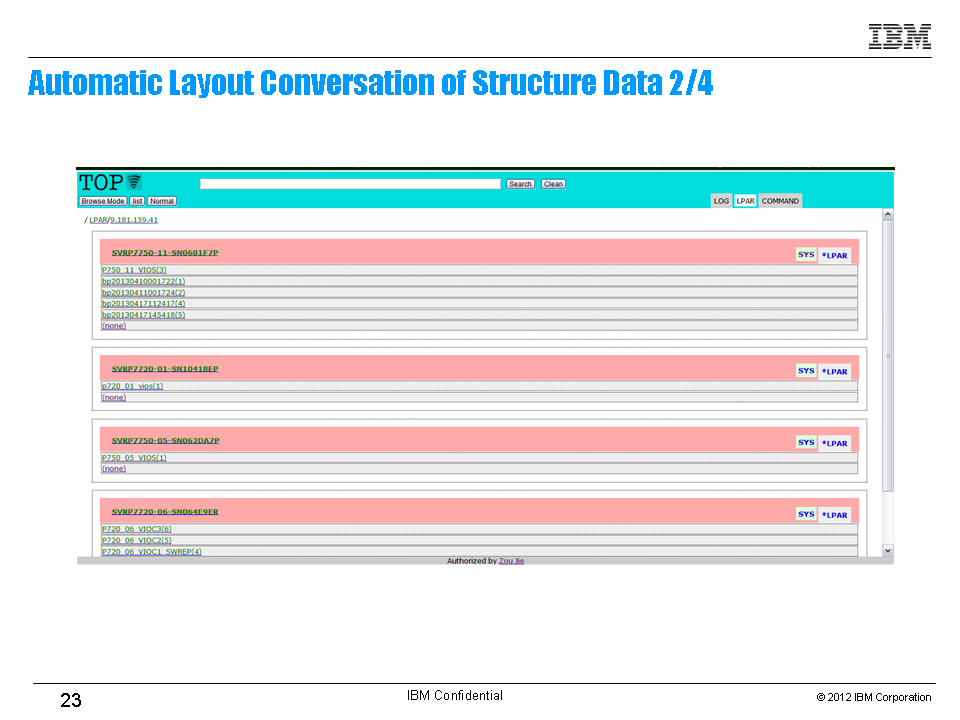 IBM
Automatic Layout Conversation of Structure Data 2/4
TOP
Search Clean
Browse Mode list Normal
LOG LPAR COMMAND
/ LPAR/9.181.159.41
SVRP7750-11-SN0681F7P SYS *LPAR
P750_11_VIOS(3)
bp20130410001722(1)
bp20130411001724(2)
bp20130417112417(4)
bp20130417145418(5)
(none)
SVRP7720-01-SN10418EP SYS *LPAR
p720_01_vios(1)
(none)
SVRP7750-05-SN062DA7P SYS *LPAR
P750_05_VIOS(1)
(none)
SVRP7720-06-SN064E9ER SYS *LPAR
P720_06_VIOC3(6)
P720_06_VIOC2(5)
P720_06_VIOC1_SWREP(4)
Authorized by Zou Jie
23 IBM Confidential © 2012 IBM Corporation